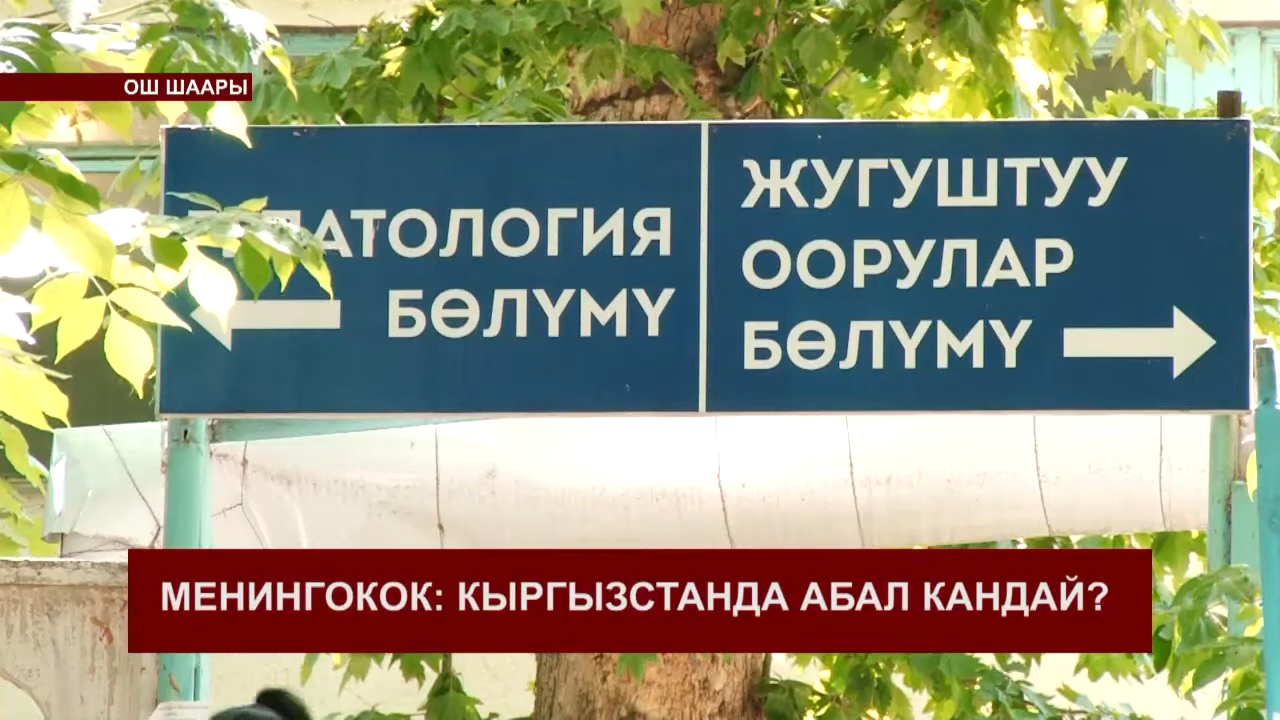 ОШ ШААРЫ
БӨЛҮМҮ
ЖУГУШТУУ
ООРУЛАР
БӨЛҮМҮ
МЕНИНГОКОК: КЫРГЫЗСТАНДА АБАЛ КАНДАЙ?